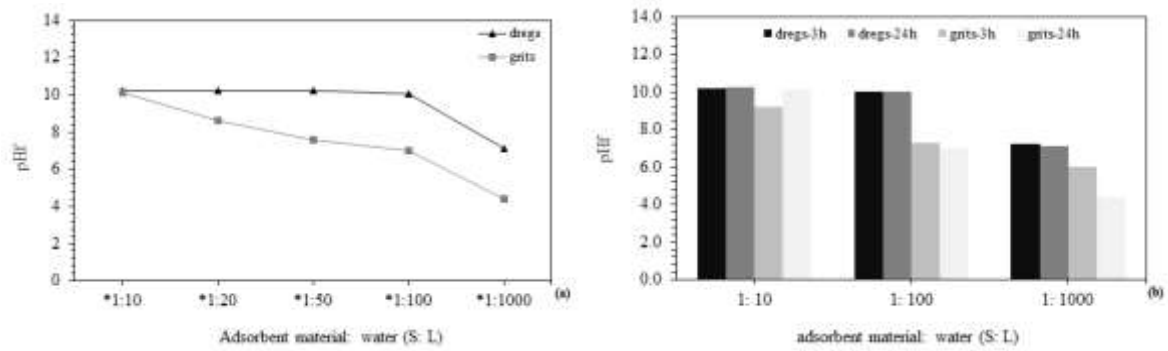 14
12
10
8
6
4
2
0
pHf
dregs
grits
*1:10 *1:20 *1:50 *1:100 *1:1000
(a)
Adsorbent material: water (S: L)
14.0
12.0
10.0
8.0
6.0
4.0
2.0
0.0
pHf
dregs-3h dregs-24h grits-3h grits-24h
1: 10 1: 100 1: 1000
(b)
adsorbent material: water (S: L)